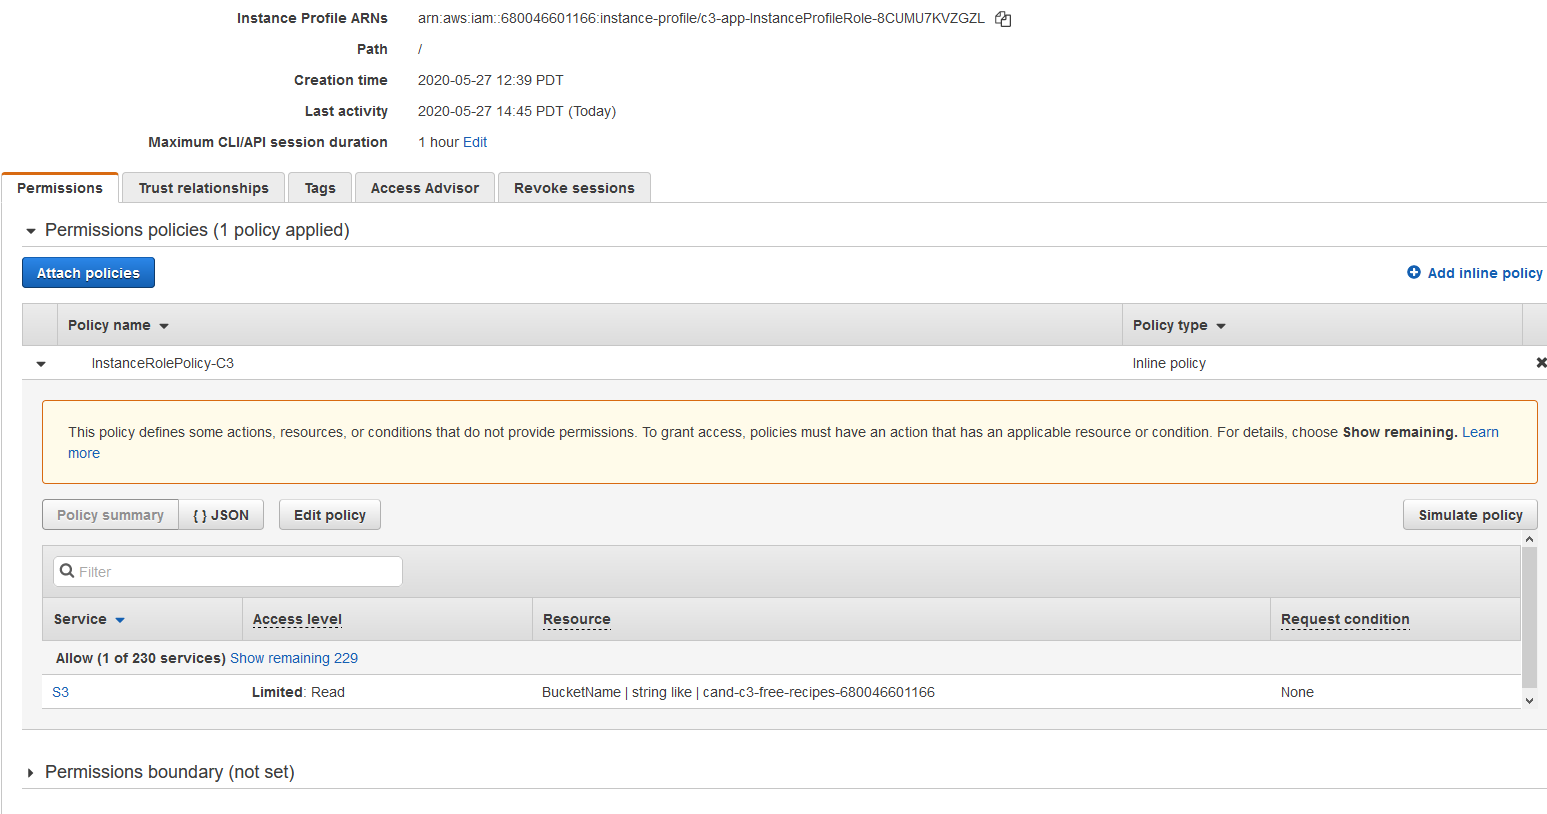 Instance Profile ARNs arn:aws:iam::680046601166:instance-profile/c3-app-InstanceProfileRole-8CUMU7KVZGZL
Path /
Creation time 2020-05-27 12:39 PDT
Last activity 2020-05-27 14:45 PDT (Today)
Maximum CLI/API session duration 1 hour Edit
Permissions Trust relationships Tags Access Advisor Revoke sessions
Permissions policies (1 policy applied)
Attach policies Add inline policy
Policy name Policy type
InstanceRolePolicy-C3 Inline policy
This policy defines some actions, resources, or conditions that do not provide permissions. To grant access, policies must have an action that has an applicable resource or condition. For details, choose Show remaining. Learn
more
Policy summary { } JSON Edit policy Simulate policy
Filter
Service Access level Resource Request condition
Allow (1 of 230 services) Show remaining 229
S3 Limited: Read BucketName | string like | cand-c3-free-recipes-680046601166 None
Permissions boundary (not set)